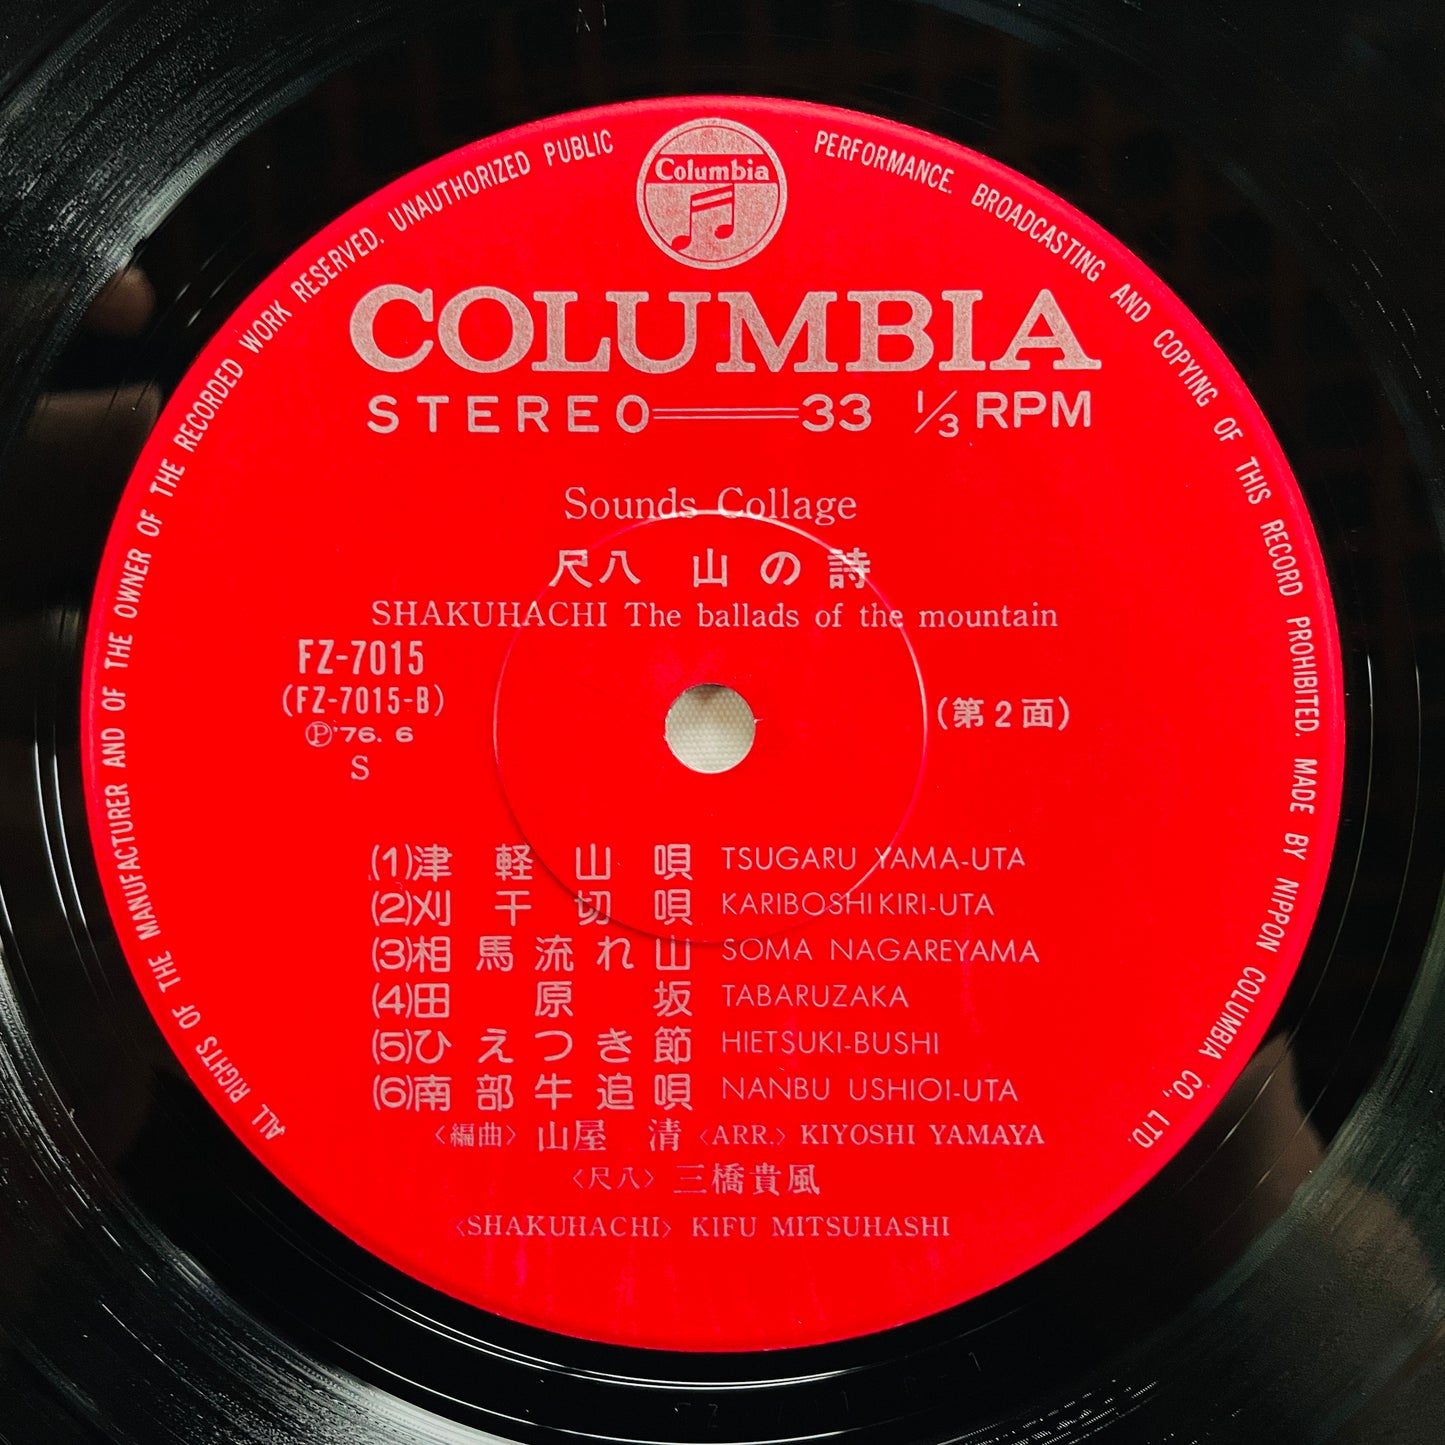 ALL RIGHTS OF THE MANUFACTURER AND OF THE OWNER OF THE RECORDED WORK RESERVED. UNAUTHORIZED PUBLIC PERFORMANCE. BROADCASTING AND COPYING OF THIS RECORD PROHIBITED. MADE BY NIPPON COLUMBIA CO., LTD.
Columbia
COLUMBIA
STEREO 33 1/3 RPM
Sounds Collage
尺八 山の詩
SHAKUHACHI The ballads of the mountain
FZ-7015
(FZ-7015-B)
Ⓟ'76. 6
S
(第2面)
(1)津軽山唄 TSUGARU YAMA-UTA
(2)刈干切唄 KARIBOSHIKIRI-UTA
(3)相馬流れ山 SOMA NAGAREYAMA
(4)田原坂 TABARUZAKA
(5)ひえつき節 HIETSUKI-BUSHI
(6)南部牛追唄 NANBU USHIOI-UTA
〈編曲〉山屋 清 〈ARR.〉 KIYOSHI YAMAYA
〈尺八〉三橋貴風
〈SHAKUHACHI〉 KIFU MITSUHASHI